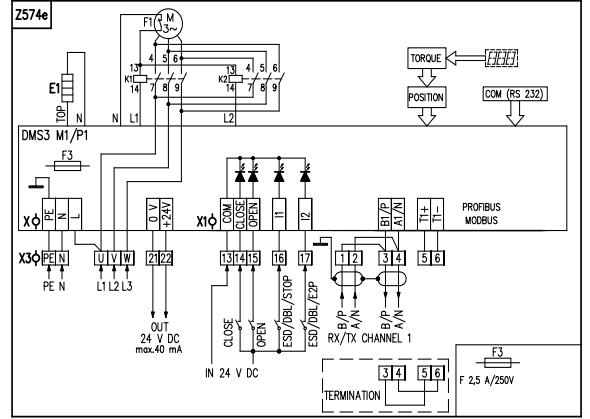 Z574e
F1
M
3~
4 5 6
4 5 6
13
K1
14
7 8 9
13
K2
14
7 8 9
E1
TOP
N
N
L1
L2
TORQUE
POSITION
COM (RS 232)
DMS3 M1/P1
F3
PE
N
L
X
0 V
+24V
X1
COM
CLOSE
OPEN
I1
I2
B1/P
A1/N
T1+
T1-
PROFIBUS
MODBUS
X3
PE N
U V W
21 22
13 14 15
16
17
1 2
3 4
5 6
PE N
L1 L2 L3
OUT
24 V DC
max.40 mA
CLOSE
OPEN
ESD/DBL/STOP
ESD/DBL/E2P
IN 24 V DC
B/P
A/N
B/P
A/N
RX/TX CHANNEL 1
3 4
5 6
TERMINATION
F3
F 2,5 A/250V